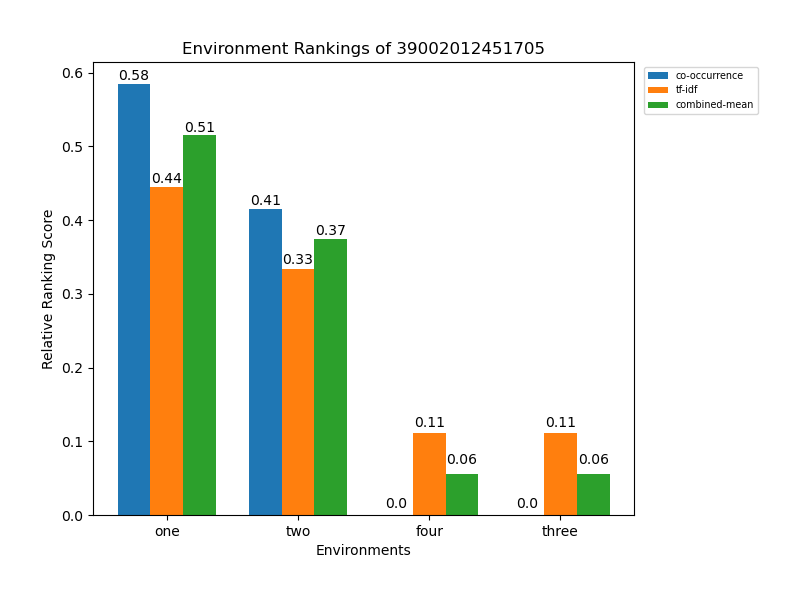 Environment Rankings of 39002012451705
co-occurrence
tf-idf
combined-mean
Relative Ranking Score
0.6
0.5
0.4
0.3
0.2
0.1
0.0
0.58
0.44
0.51
0.41
0.33
0.37
0.0
0.11
0.06
0.0
0.11
0.06
one
two
four
three
Environments